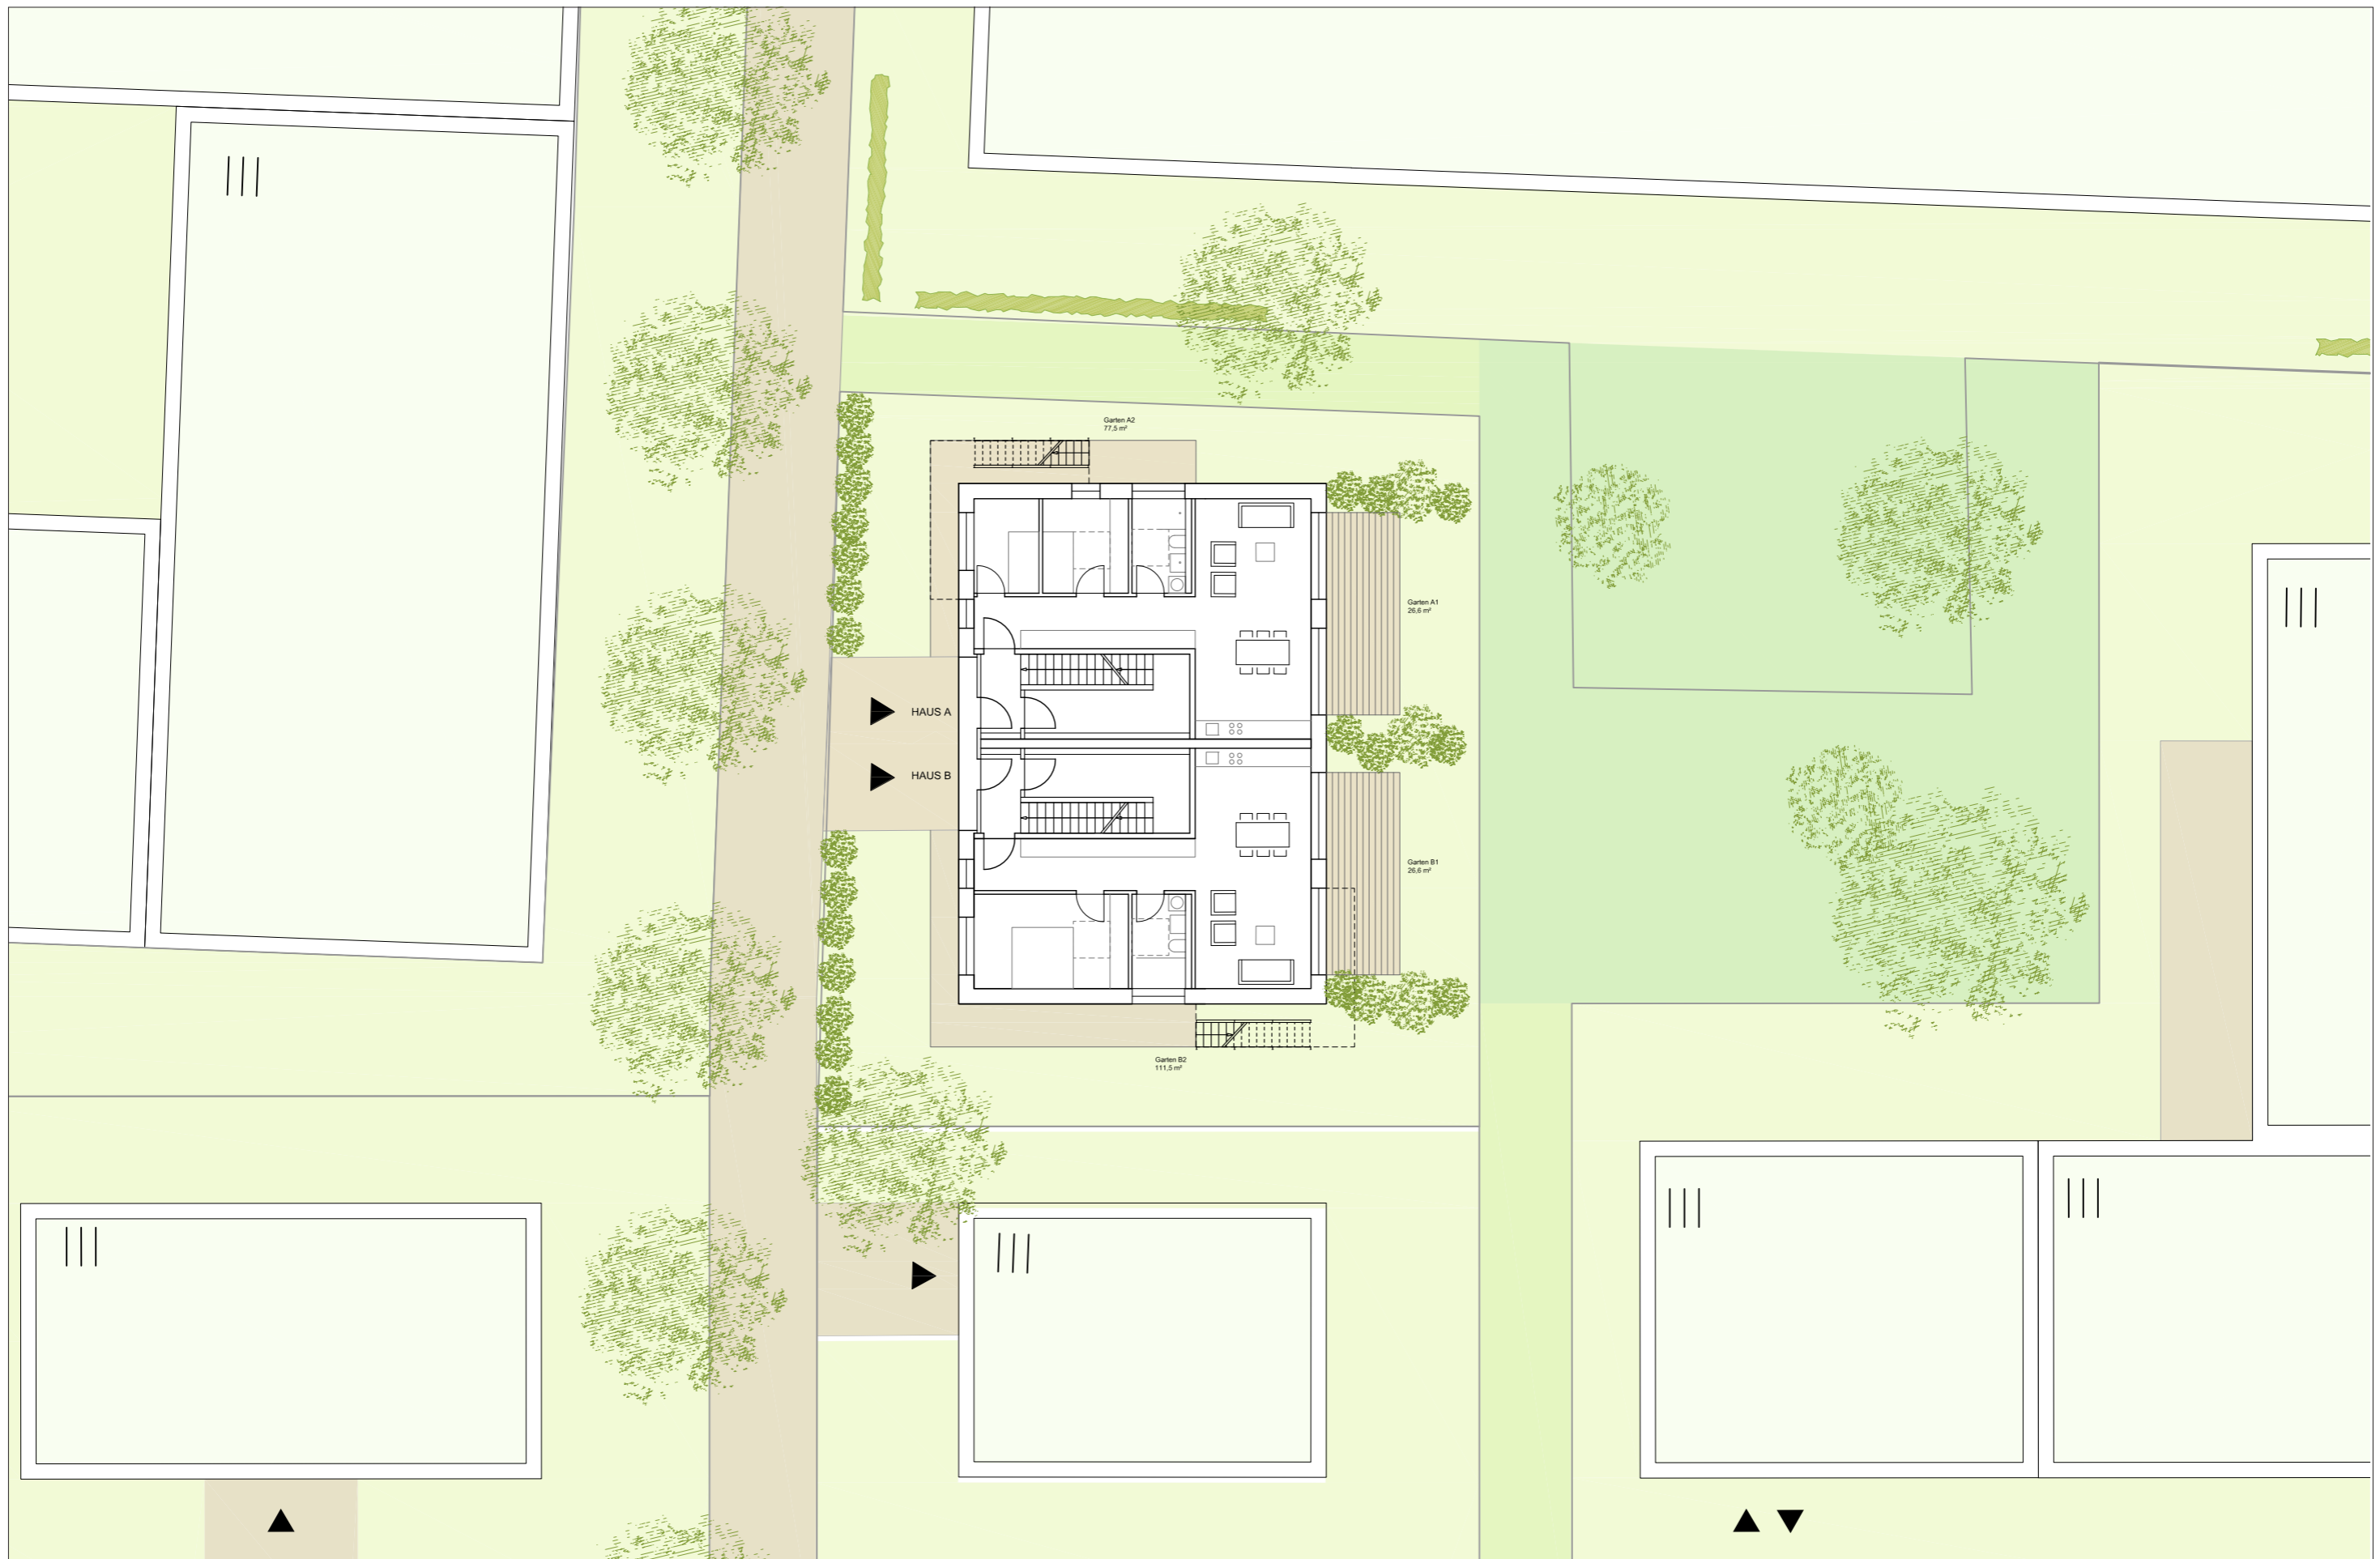 Garten A2
77,5 m²
Garten A1
26,6 m²
HAUS A
HAUS B
Garten B1
26,6 m²
Garten B2
111,5 m²